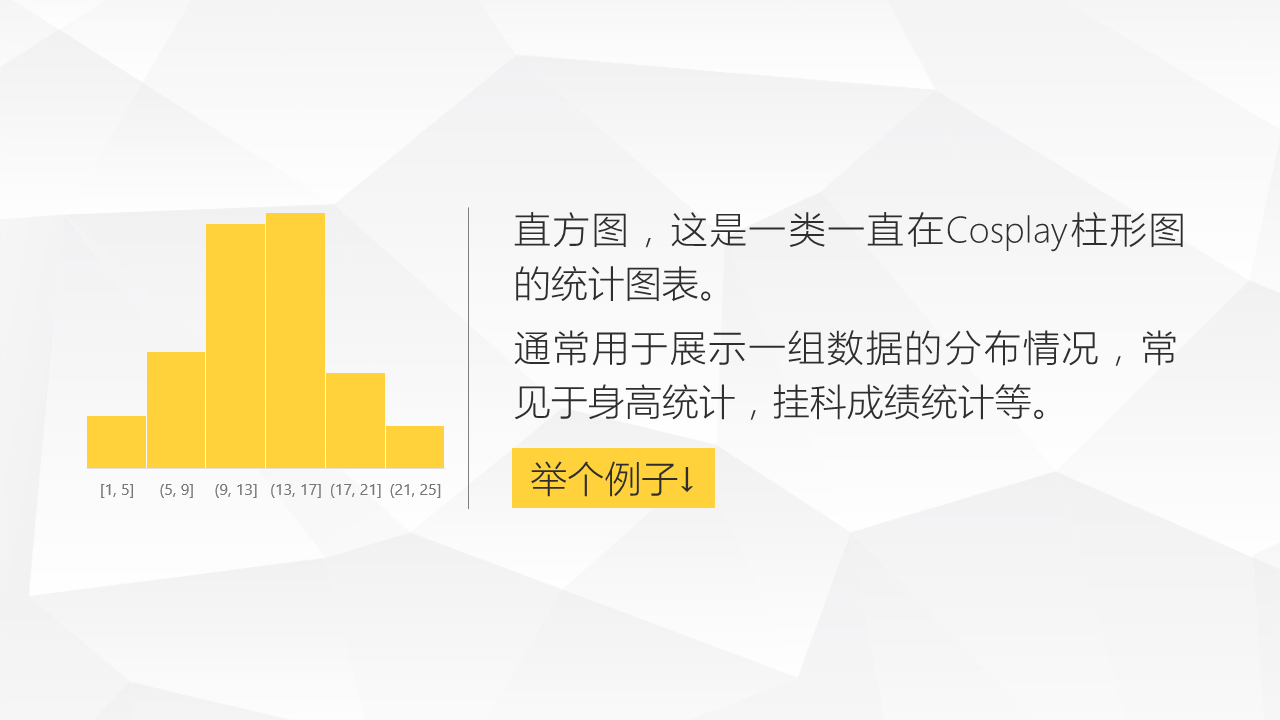 直方图，这是一类一直在Cosplay柱形图
的统计图表。
通常用于展示一组数据的分布情况，常
见于身高统计，挂科成绩统计等。
举个例子↓
[1, 5] (5, 9] (9, 13] (13, 17] (17, 21] (21, 25]